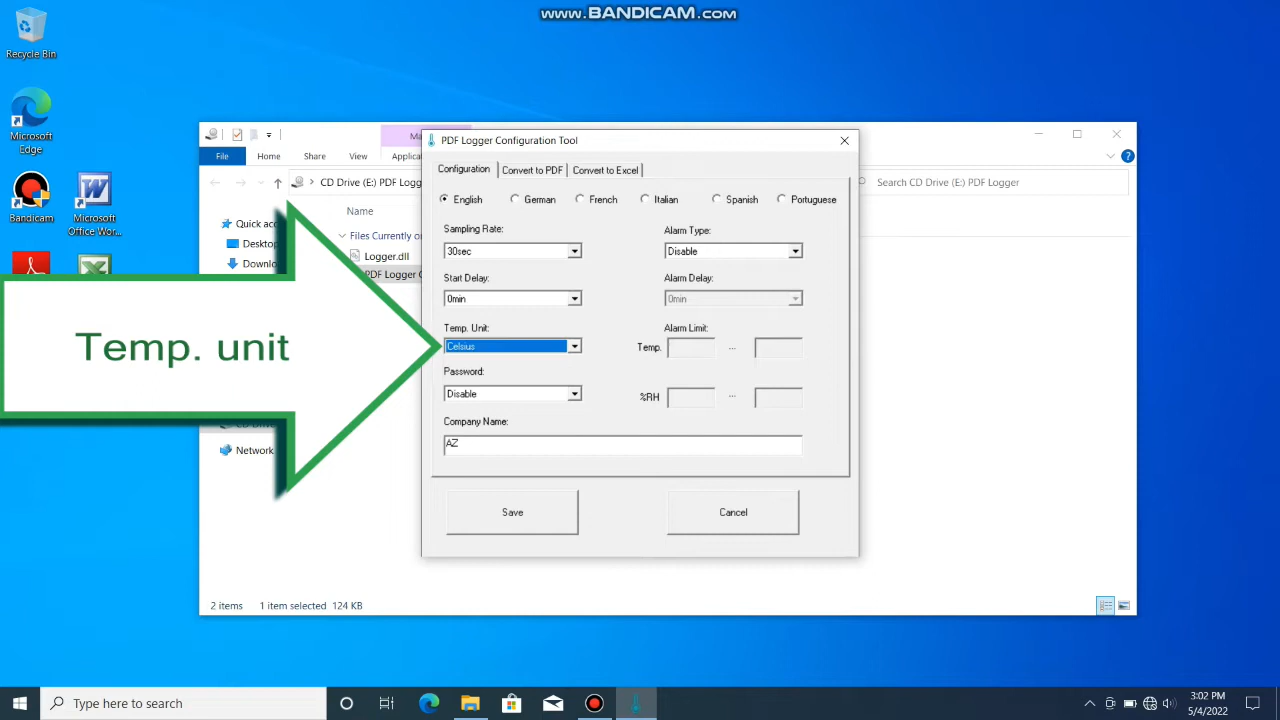 www.BANDICAM.com
Recycle Bin
Microsoft
Edge
Bandicam
Microsoft
Office Wor...
File
Home
Share
View
CD Drive (E:) PDF Logg
Search CD Drive (E:) PDF Logger
Name
Files Currently o
Logger.dll
PDF Logger C
Quick acc
Desktop
Downlo
Network
2 items
1 item selected
124 KB
Temp. unit
PDF Logger Configuration Tool
Configuration
Convert to PDF
Convert to Excel
English
German
French
Italian
Spanish
Portuguese
Sampling Rate:
30sec
Alarm Type:
Disable
Start Delay:
0min
Alarm Delay:
0min
Temp. Unit:
Celsius
Alarm Limit:
Temp.
...
Password:
Disable
%RH
...
Company Name:
AZ
Save
Cancel
Type here to search
3:02 PM
5/4/2022